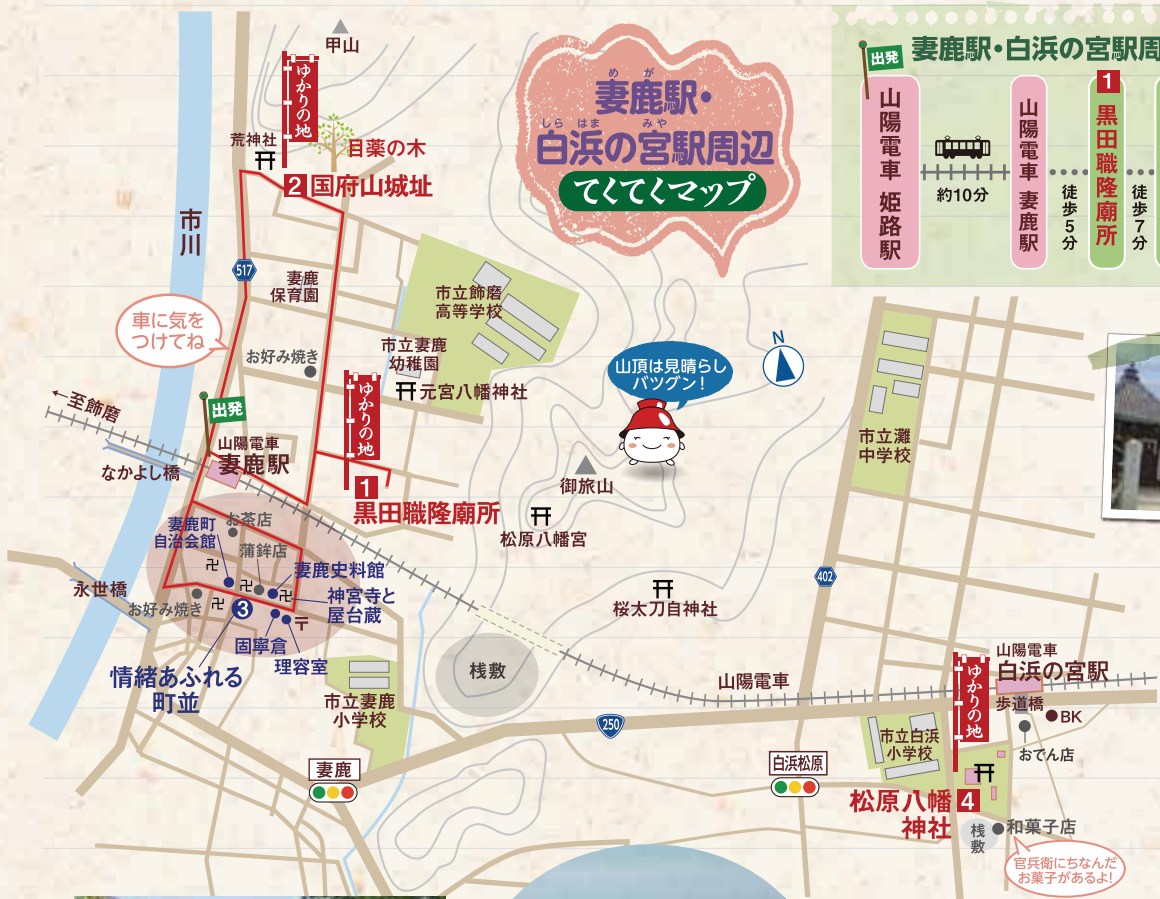 甲山
ゆかりの地
荒神社
目薬の木
2 国府山城址
めが
妻鹿駅・
しらはま みや
白浜の宮駅周辺
てくてくマップ
出発
妻鹿駅・白浜の宮駅周
山陽電車 姫路駅
約10分
山陽電車 妻鹿駅
徒歩5分
1
黒田職隆廟所
徒歩7分
市川
517
妻鹿
保育園
車に気を
つけてね
お好み焼き
市立飾磨
高等学校
市立妻鹿
幼稚園
元宮八幡神社
ゆかりの地
1
黒田職隆廟所
←至飾磨
出発
山陽電車
妻鹿駅
なかよし橋
N
山頂は見晴らし
バツグン!
御旅山
松原八幡宮
桜太刀自神社
市立灘
中学校
402
お茶店
妻鹿町
自治会館
蒲鉾店
卍
卍
卍
卍
妻鹿史料館
神宮寺と
屋台蔵
永世橋
お好み焼き
3
〒
固寧倉
理容室
情緒あふれる
町並
桟敷
市立妻鹿
小学校
山陽電車
250
妻鹿
白浜松原
山陽電車
白浜の宮駅
ゆかりの地
歩道橋
BK
おでん店
市立白浜
小学校
松原八幡
神社
4
桟敷
和菓子店
官兵衛にちなんだ
お菓子があるよ!